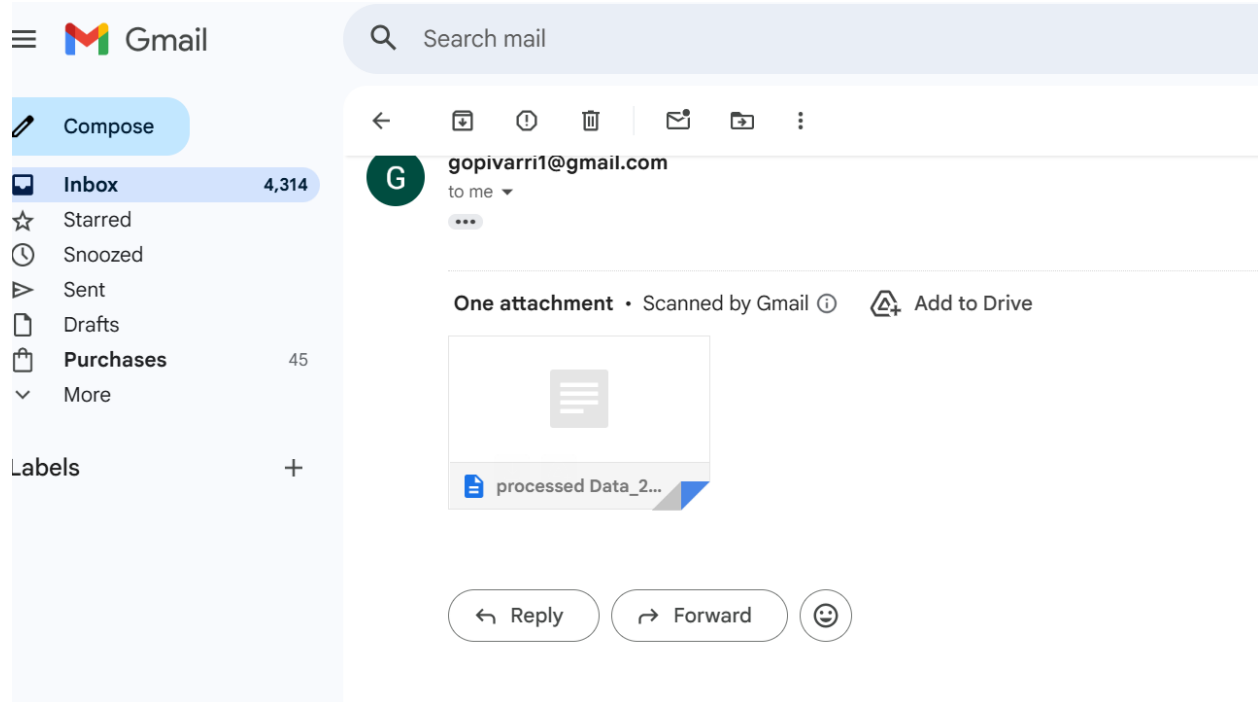 Gmail
Search mail
Compose
Inbox 4,314
Starred
Snoozed
Sent
Drafts
Purchases 45
More
Labels
gopivarri1@gmail.com
to me
One attachment • Scanned by Gmail Add to Drive
processed Data_2...
Reply Forward
G